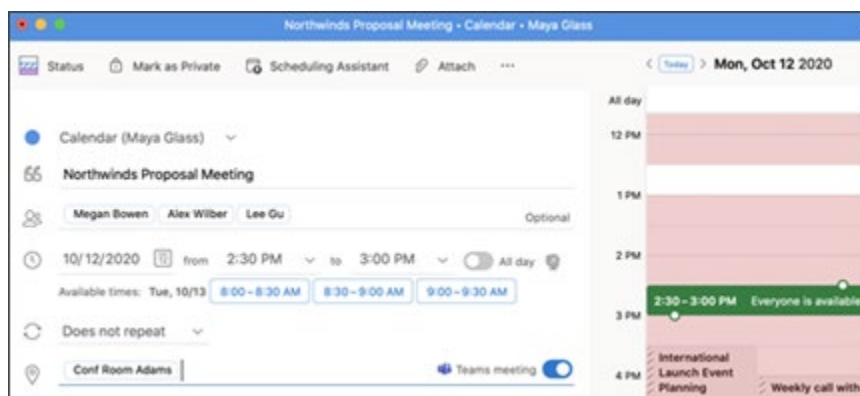 Northwinds Proposal Meeting • Calendar • Maya Glass
Status Mark as Private Scheduling Assistant Attach ···
Today Mon, Oct 12 2020
All day
Calendar (Maya Glass)
12 PM
Northwinds Proposal Meeting
1 PM
Megan Bowen Alex Wilber Lee Gu Optional
10/12/2020 from 2:30 PM to 3:00 PM All day
2 PM
Available times: Tue, 10/13 8:00–8:30 AM 8:30–9:00 AM 9:00–9:30 AM
2:30–3:00 PM Everyone is available
3 PM
Does not repeat
Conf Room Adams Teams meeting
International
Launch Event
Planning
4 PM
Weekly call with